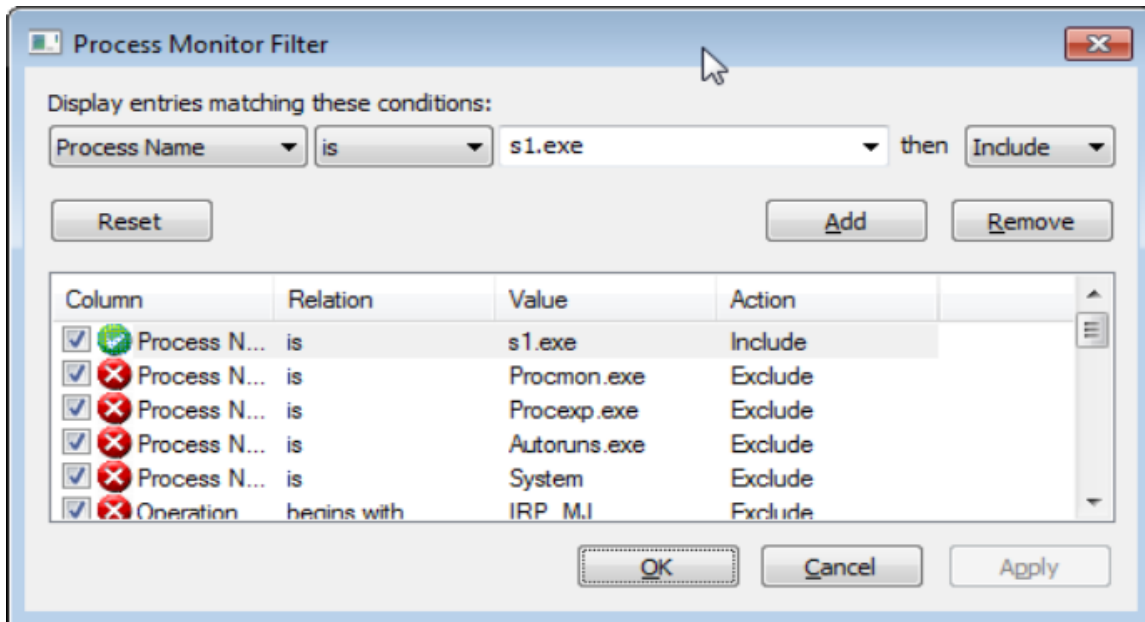 Process Monitor Filter
Display entries matching these conditions:
Process Name is s1.exe then Include
Reset Add Remove
Column Relation Value Action
Process N... is s1.exe Include
Process N... is Procmon.exe Exclude
Process N... is Procexp.exe Exclude
Process N... is Autoruns.exe Exclude
Process N... is System Exclude
Operation begins with IRP_MJ Exclude
OK Cancel Apply